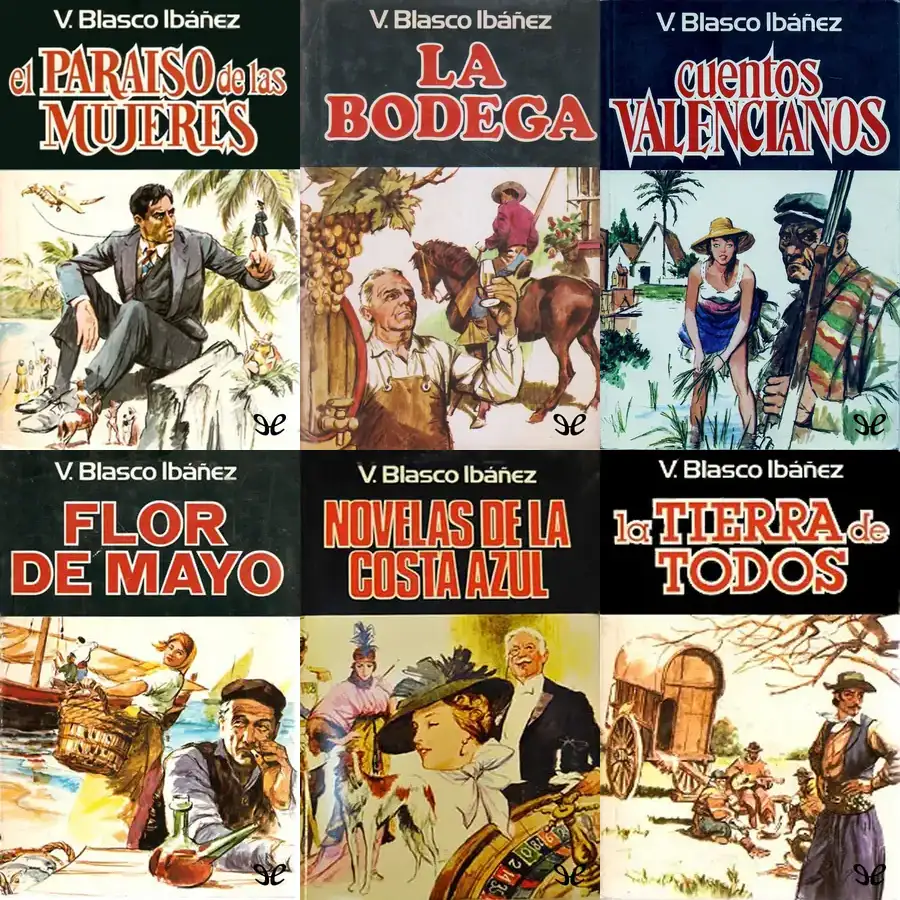 V. Blasco Ibáñez
el PARAISO de las
MUJERES
V. Blasco Ibáñez
LA
BODEGA
V. Blasco Ibáñez
cuentos
VALENCIANOS
V. Blasco Ibáñez
FLOR
DE MAYO
V. Blasco Ibáñez
NOVELAS DE LA
COSTA AZUL
V. Blasco Ibáñez
la TIERRA de
TODOS